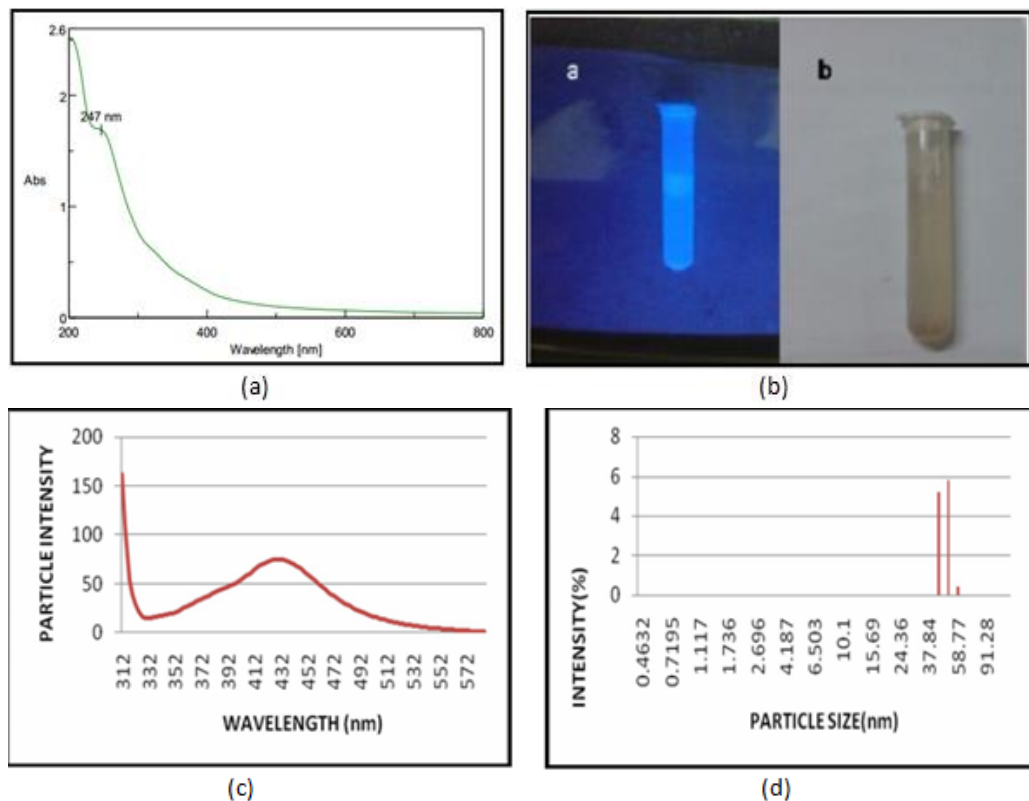 2.6
2
247 nm
Abs
1
0
200 400 600 800
Wavelength [nm]
(a)
a b
(b)
200
150
100
50
0
PARTICLE INTENSITY
312 332 352 372 392 412 432 452 472 492 512 532 552 572
WAVELENGTH (nm)
(c)
8
6
4
2
0
INTENSITY(%)
0.4632 0.7195 1.117 1.736 2.696 4.187 6.503 10.1 15.69 24.36 37.84 58.77 91.28
PARTICLE SIZE(nm)
(d)